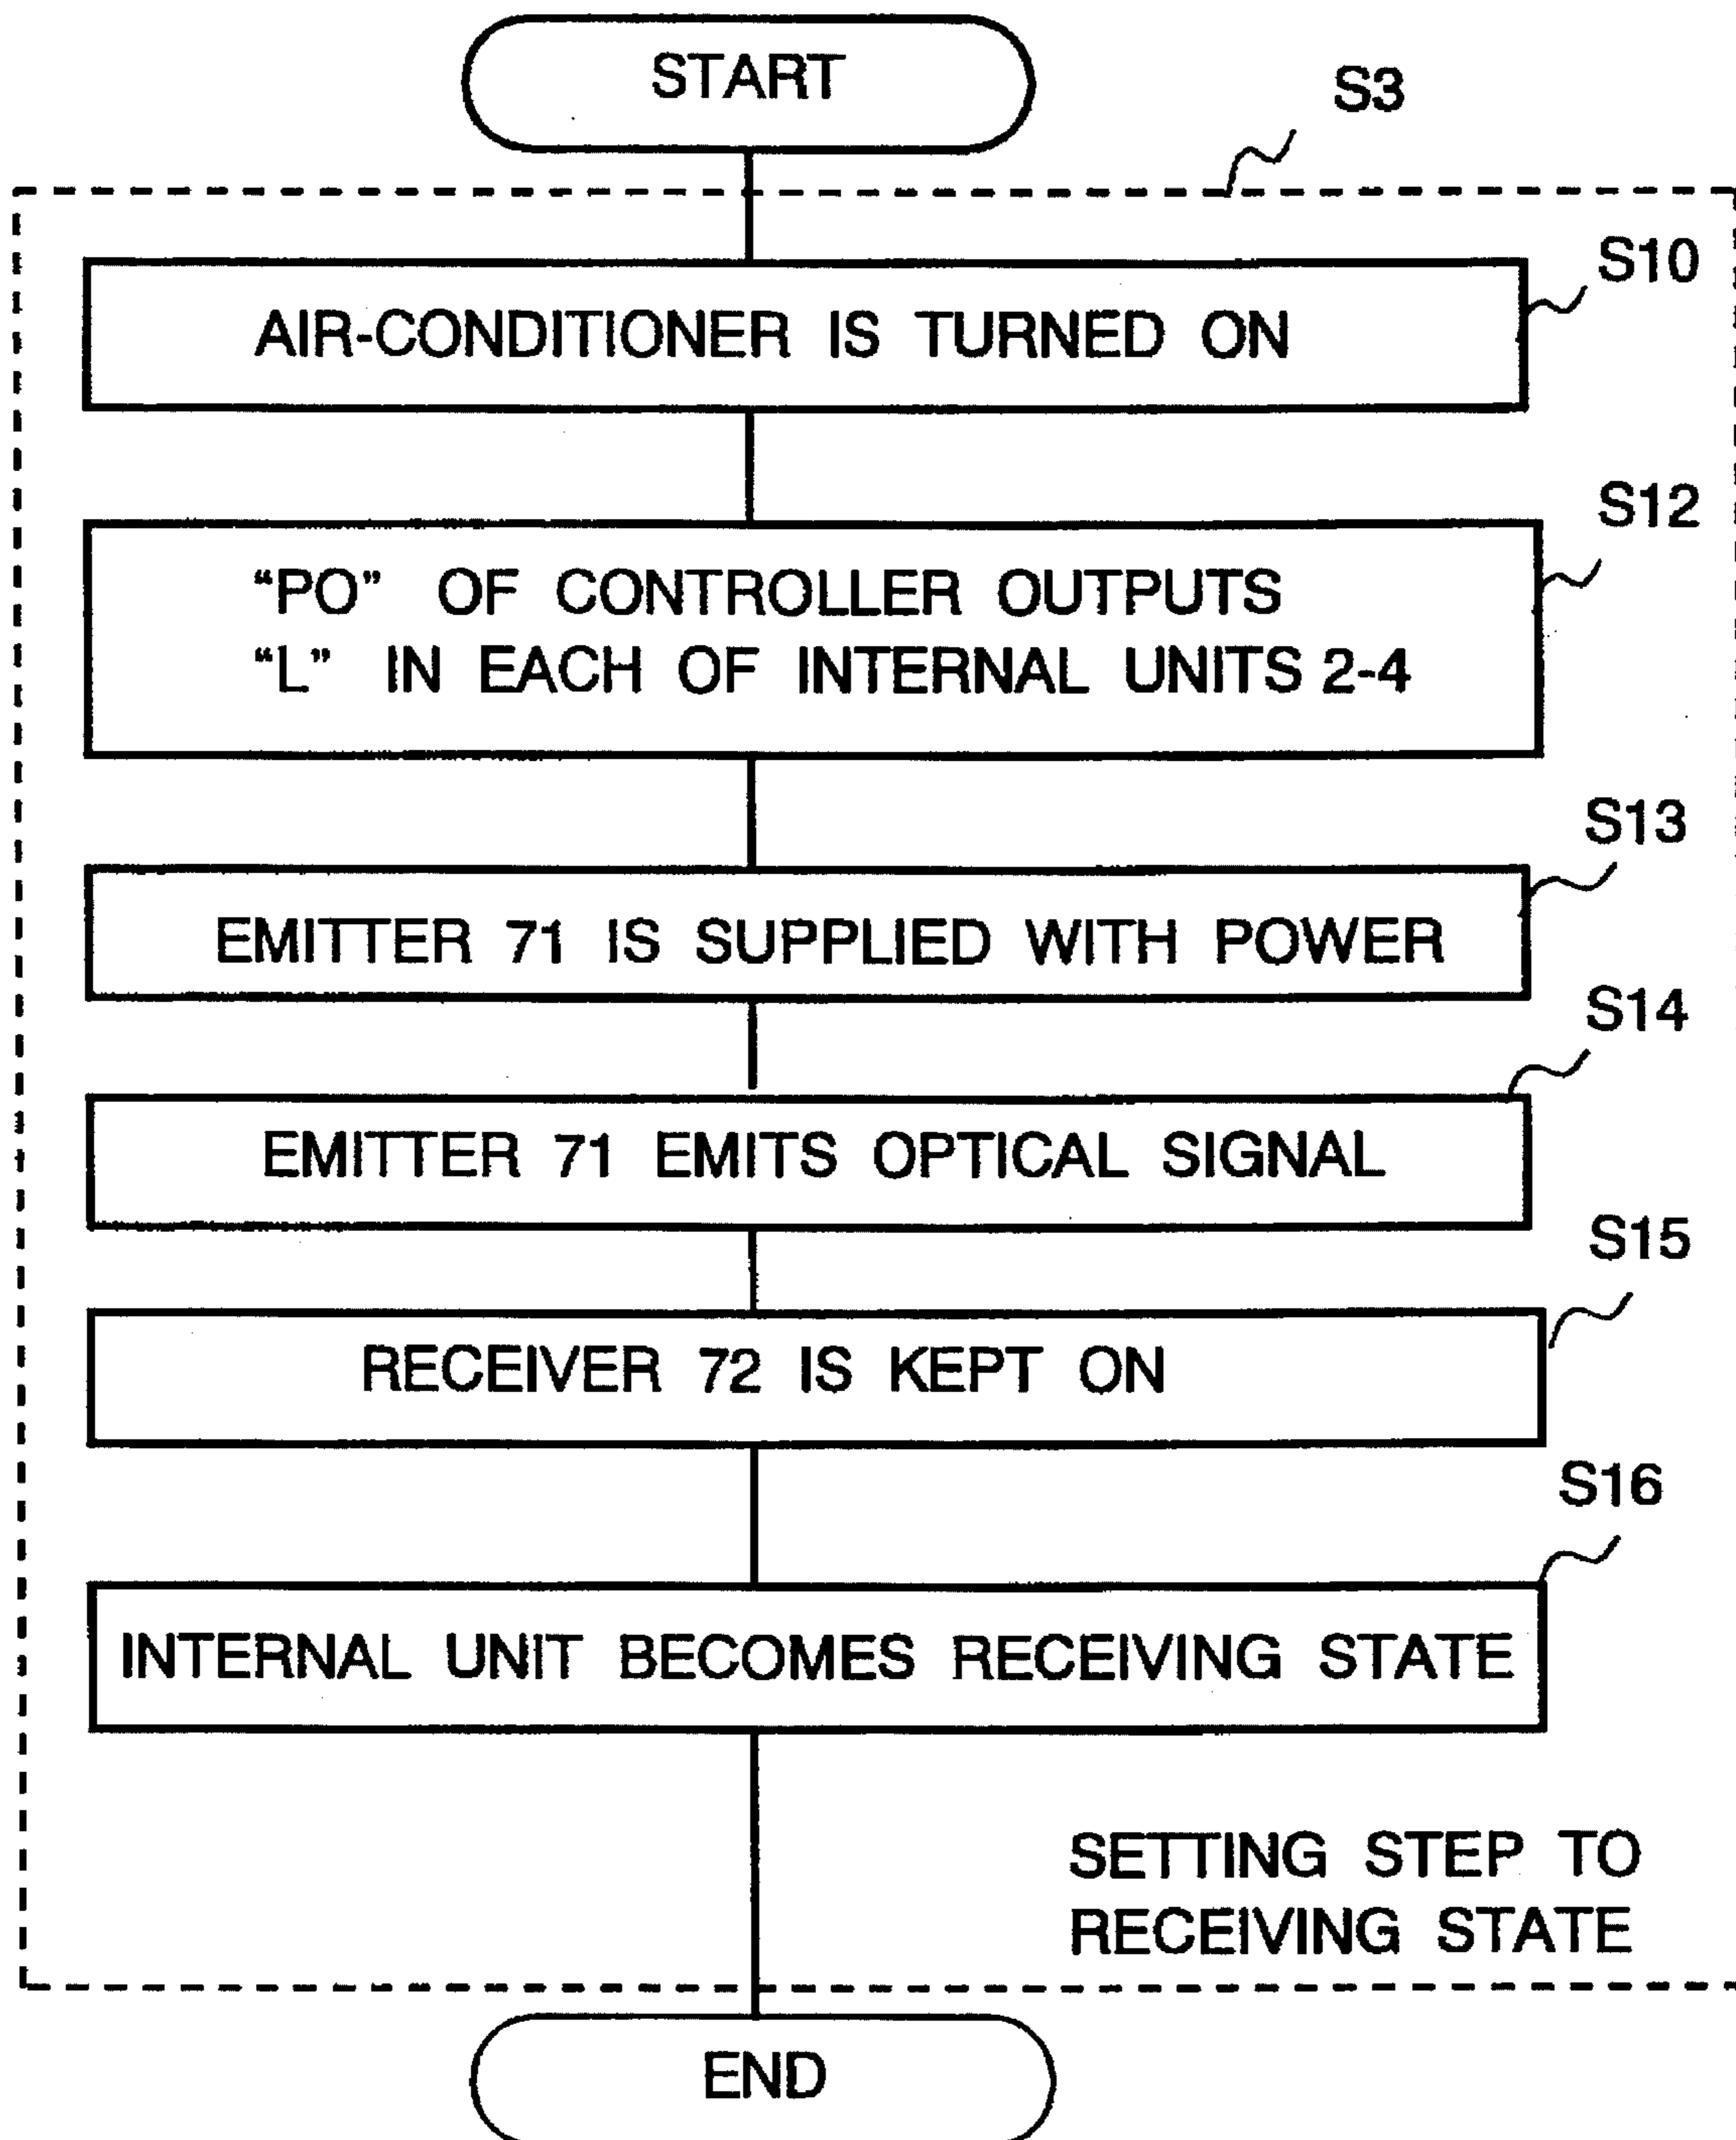 START
S3
S10
AIR-CONDITIONER IS TURNED ON
S12
“PO” OF CONTROLLER OUTPUTS
“L” IN EACH OF INTERNAL UNITS 2-4
S13
EMITTER 71 IS SUPPLIED WITH POWER
S14
EMITTER 71 EMITS OPTICAL SIGNAL
S15
RECEIVER 72 IS KEPT ON
S16
INTERNAL UNIT BECOMES RECEIVING STATE
SETTING STEP TO
RECEIVING STATE
END